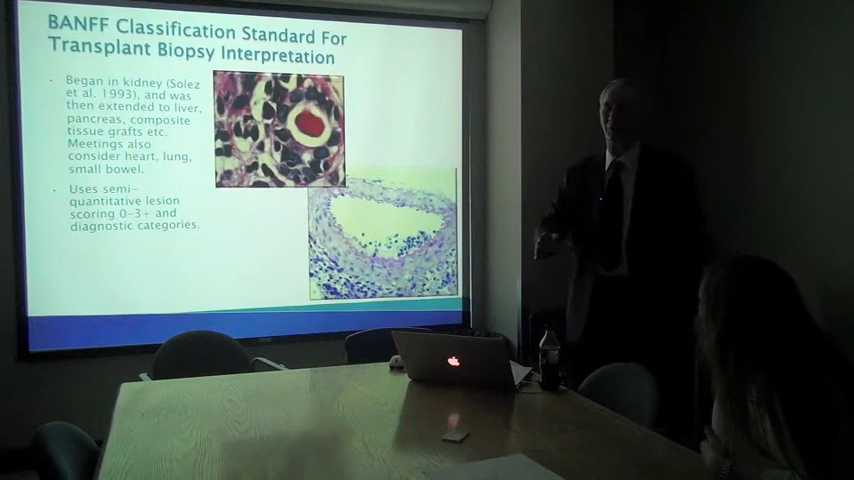 BANFF Classification Standard For
Transplant Biopsy Interpretation
Began in kidney (Solez
et al. 1993), and was
then extended to liver,
pancreas, composite
tissue grafts etc.
Meetings also
consider heart, lung,
small bowel.
Uses semi-
quantitative lesion
scoring 0-3+ and
diagnostic categories.